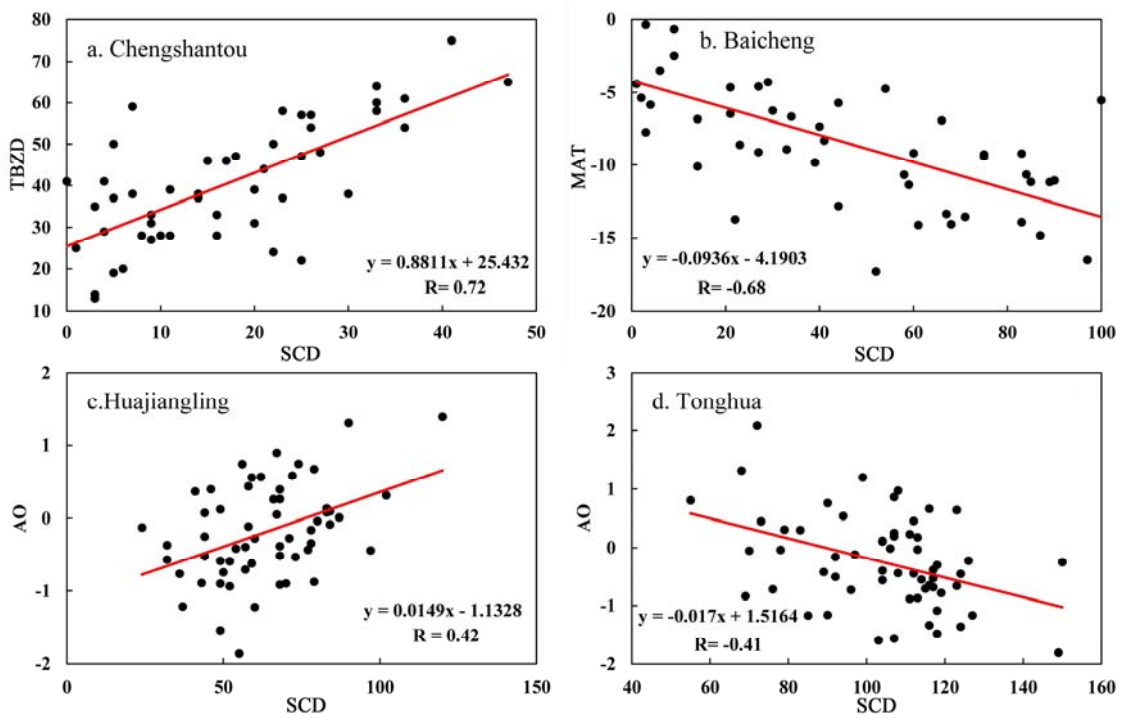 a. Chengshantou
80
70
60
50
40
30
20
10
TBZD
y = 0.8811x + 25.432
R= 0.72
0 10 20 30 40 50
SCD
b. Baicheng
0
-5
-10
-15
-20
MAT
y = -0.0936x - 4.1903
R= -0.68
0 20 40 60 80 100
SCD
c.Huajiangling
2
1
0
-1
-2
AO
y = 0.0149x - 1.1328
R = 0.42
0 50 100 150
SCD
d. Tonghua
3
2
1
0
-1
-2
AO
y = -0.017x + 1.5164
R= -0.41
40 60 80 100 120 140 160
SCD